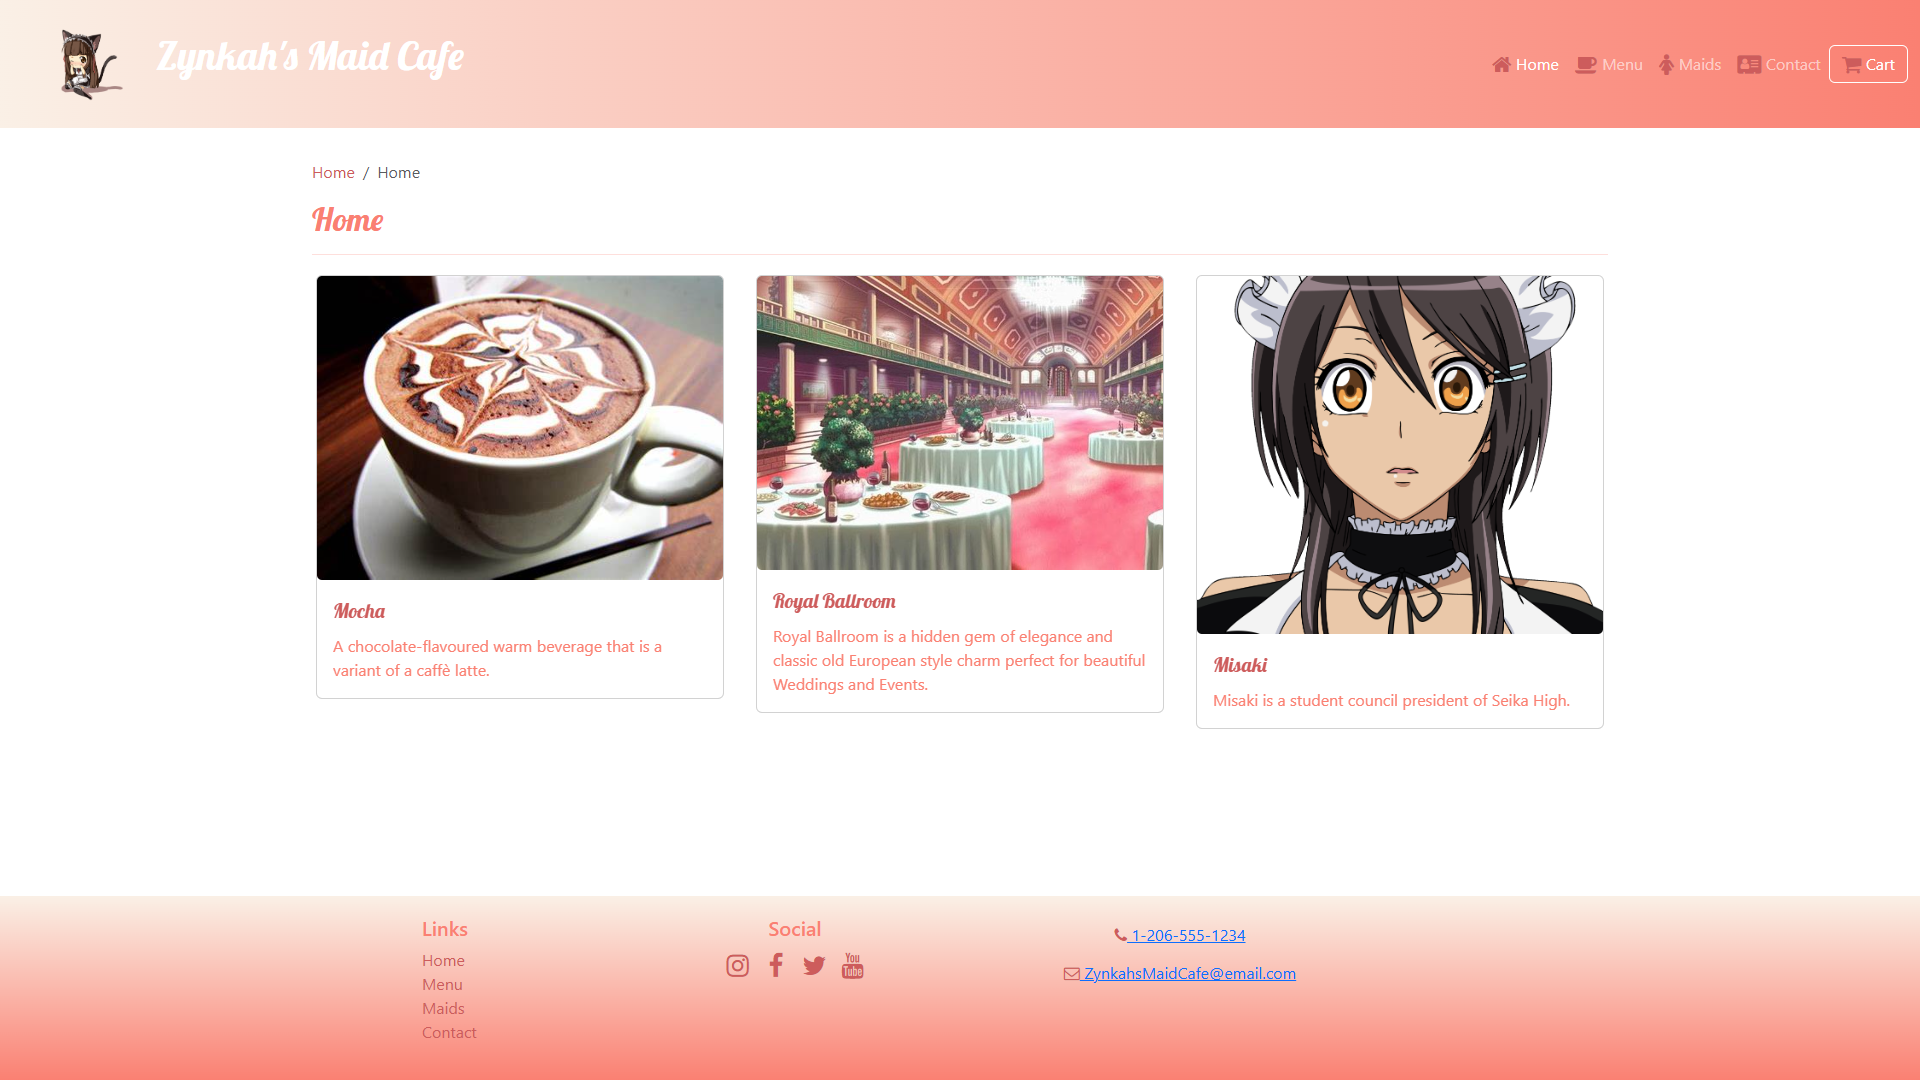 Zynkah's Maid Cafe
Home
Menu
Maids
Contact
Cart
Home / Home
Home
Mocha
A chocolate-flavoured warm beverage that is a
variant of a caffè latte.
Royal Ballroom
Royal Ballroom is a hidden gem of elegance and
classic old European style charm perfect for beautiful
Weddings and Events.
Misaki
Misaki is a student council president of Seika High.
Links
Home
Menu
Maids
Contact
Social
You
Tube
1-206-555-1234
ZynkahsMaidCafe@email.com